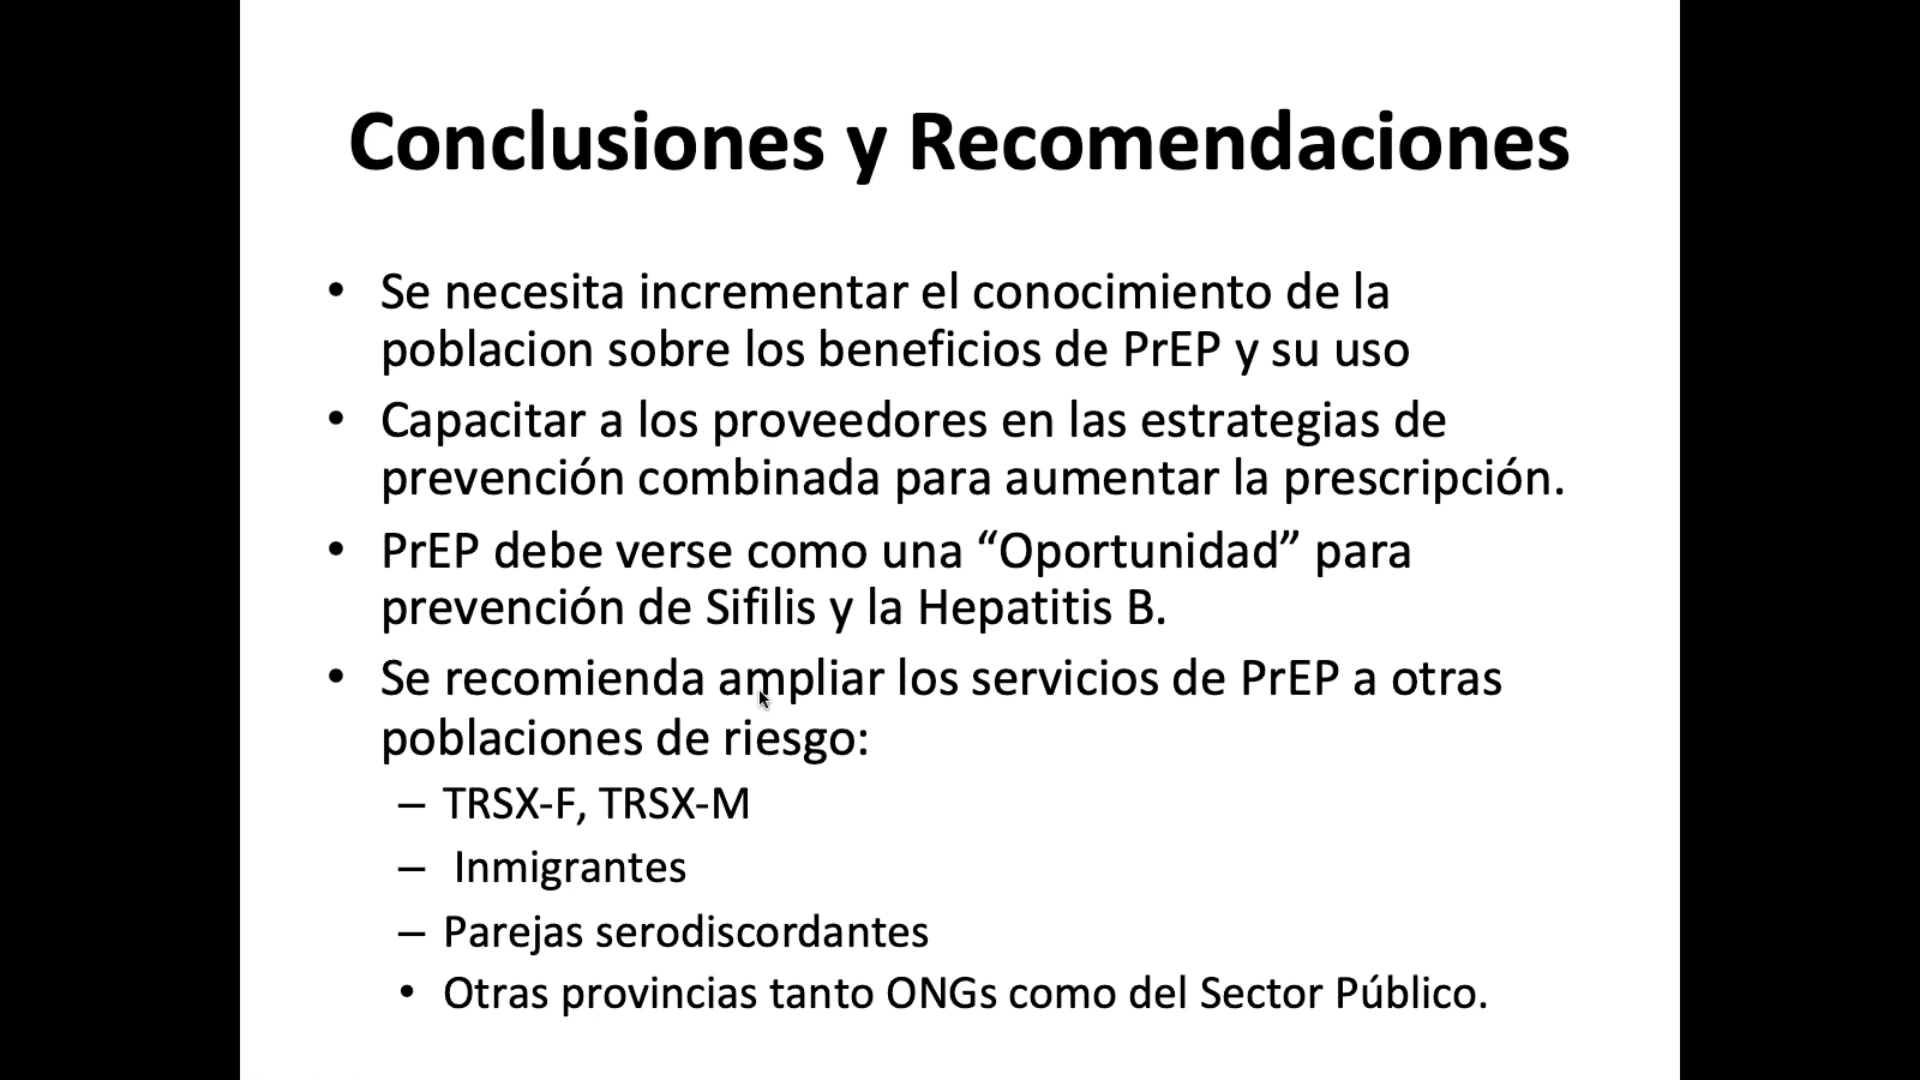 Conclusiones y Recomendaciones
• Se necesita incrementar el conocimiento de la
poblacion sobre los beneficios de PrEP y su uso
• Capacitar a los proveedores en las estrategias de
prevención combinada para aumentar la prescripción.
• PrEP debe verse como una “Oportunidad” para
prevención de Sifilis y la Hepatitis B.
• Se recomienda ampliar los servicios de PrEP a otras
poblaciones de riesgo:
– TRSX-F, TRSX-M
– Inmigrantes
– Parejas serodiscordantes
• Otras provincias tanto ONGs como del Sector Público.